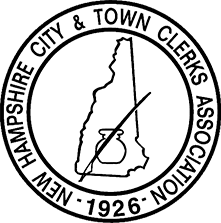 NEW HAMPSHIRE CITY & TOWN CLERKS ASSOCIATION
- 1926 -